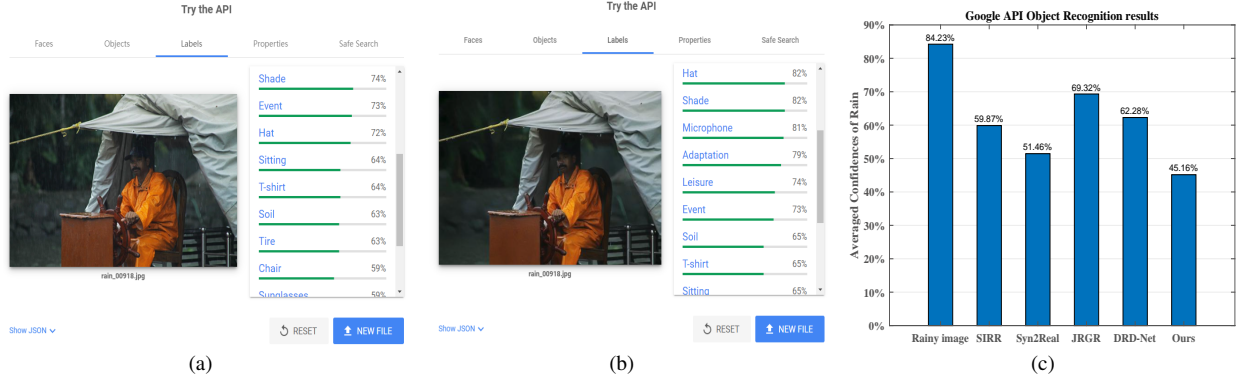 Try the API
Faces Objects Labels Properties Safe Search
Shade 74%
Event 73%
Hat 72%
Sitting 64%
T-shirt 64%
Soil 63%
Tire 63%
Chair 59%
Sunglasses 59%
rain_00918.jpg
Show JSON
RESET
NEW FILE
(a)
Try the API
Faces Objects Labels Properties Safe Search
Hat 82%
Shade 82%
Microphone 81%
Adaptation 79%
Leisure 74%
Event 73%
Soil 65%
T-shirt 65%
Sitting 65%
rain_00918.jpg
Show JSON
RESET
NEW FILE
(b)
Google API Object Recognition results
Averaged Confidences of Rain
90%
80%
70%
60%
50%
40%
30%
20%
10%
0%
84.23%
59.87%
51.46%
69.32%
62.28%
45.16%
Rainy image SIRR Syn2Real JRGR DRD-Net Ours
(c)